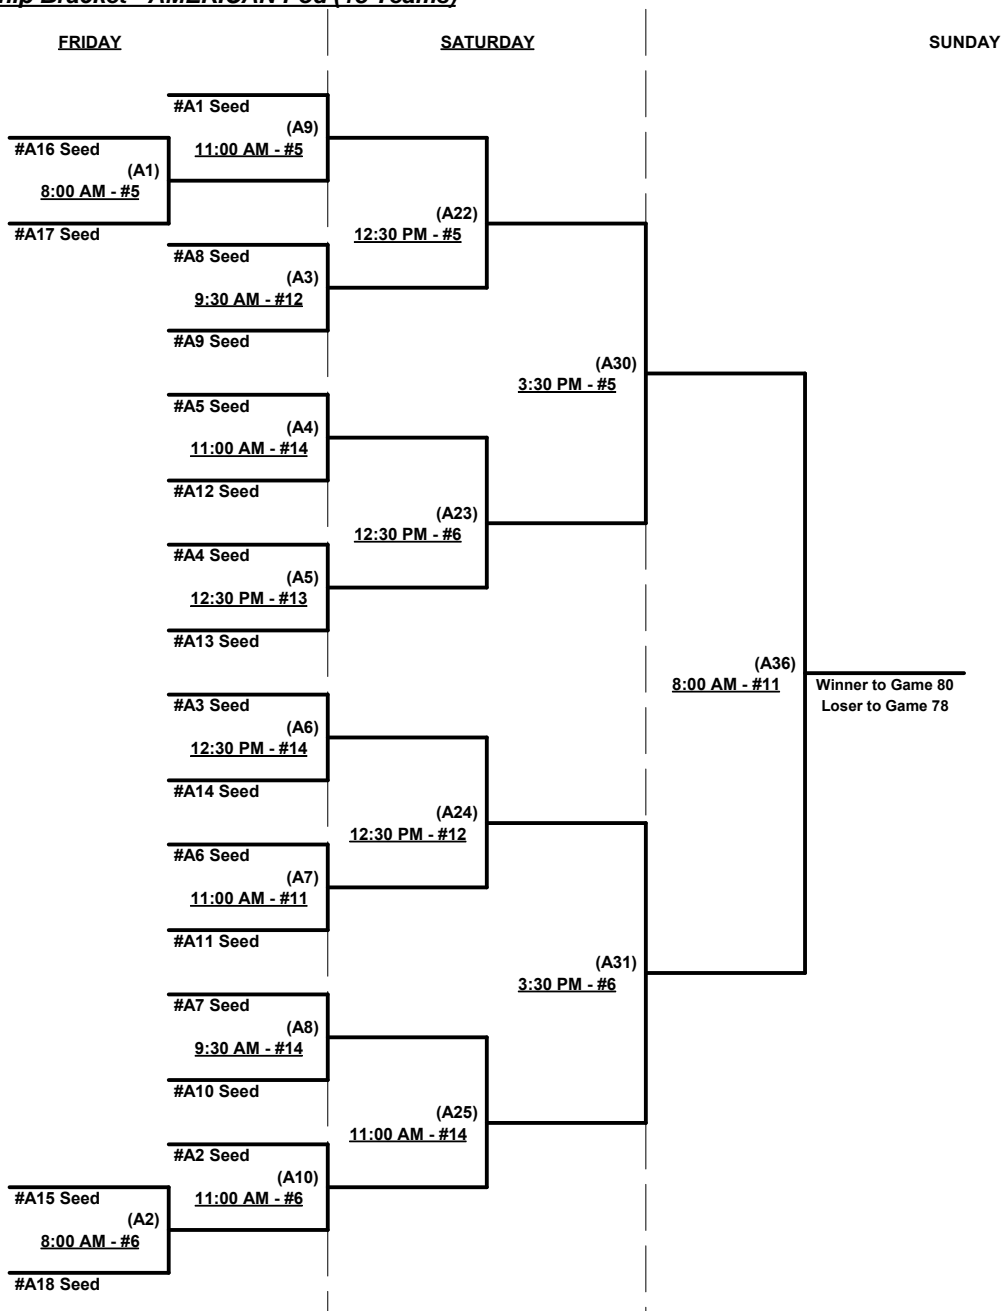 Bracket - AMERICAN Pod (18 Teams)
FRIDAY
SATURDAY
SUNDAY
#A1 Seed
(A9)
11:00 AM - #5
#A16 Seed
(A1)
8:00 AM - #5
#A17 Seed
(A22)
12:30 PM - #5
#A8 Seed
(A3)
9:30 AM - #12
#A9 Seed
(A30)
3:30 PM - #5
#A5 Seed
(A4)
11:00 AM - #14
#A12 Seed
(A23)
12:30 PM - #6
#A4 Seed
(A5)
12:30 PM - #13
#A13 Seed
(A36)
8:00 AM - #11
Winner to Game 80
Loser to Game 78
#A3 Seed
(A6)
12:30 PM - #14
#A14 Seed
(A24)
12:30 PM - #12
#A6 Seed
(A7)
11:00 AM - #11
#A11 Seed
(A31)
3:30 PM - #6
#A7 Seed
(A8)
9:30 AM - #14
#A10 Seed
(A25)
11:00 AM - #14
#A2 Seed
(A10)
11:00 AM - #6
#A15 Seed
(A2)
8:00 AM - #6
#A18 Seed